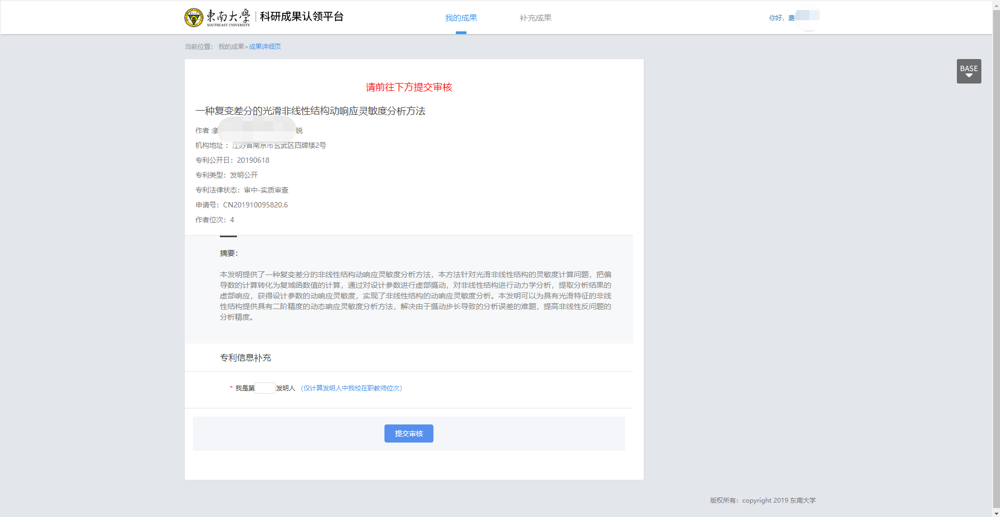 东南大学 科研成果认领平台 我的成果 补充成果 你好，龚
SOUTHEAST UNIVERSITY
当前位置： 我的成果>成果详细页
BASE
请前往下方提交审核
一种复变差分的光滑非线性结构动响应灵敏度分析方法
作者 :姜 锐
机构地址： 江苏省南京市玄武区四牌楼2号
专利公开日：20190618
专利类型：发明公开
专利法律状态：审中-实质审查
申请号：CN201910095820.6
作者位次：4
摘要：
本发明提供了一种复变差分的非线性结构动响应灵敏度分析方法，本方法针对光滑非线性结构的灵敏度计算问题，把偏
导数的计算转化为复域函数值的计算，通过对设计参数进行虚部摄动，对非线性结构进行动力学分析，提取分析结果的
虚部响应，获得设计参数的动响应灵敏度，实现了非线性结构的动响应灵敏度分析。本发明可以为具有光滑特征的非线
性结构提供具有二阶精度的动态响应灵敏度分析方法，解决由于摄动步长导致的分析误差的难题，提高非线性反问题的
分析精度。
专利信息补充
* 我是第 发明人 （仅计算发明人中我校在职教师位次）
提交审核
版权所有：copyright 2019 东南大学